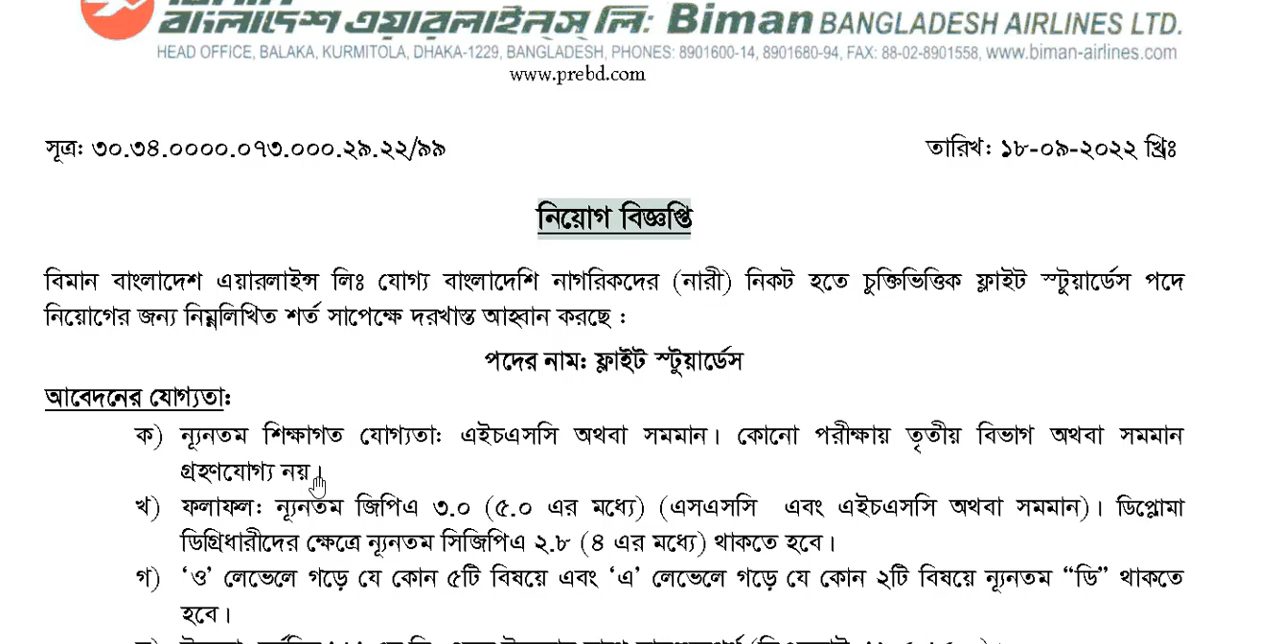 বাংলাদেশ এয়ারলাইনস্ লি: Biman BANGLADESH AIRLINES LTD.
HEAD OFFICE, BALAKA, KURMITOLA, DHAKA-1229, BANGLADESH, PHONES: 8901600-14, 8901680-94, FAX: 88-02-8901558, www.biman-airlines.com
www.prebd.com
সূত্র: ৩০.৩৪.০০০০.০৭৩.০০০.২৯.২২/৯৯ তারিখ: ১৮-০৯-২০২২ খ্রিঃ
নিয়োগ বিজ্ঞপ্তি
বিমান বাংলাদেশ এয়ারলাইন্স লিঃ যোগ্য বাংলাদেশি নাগরিকদের (নারী) নিকট হতে চুক্তিভিত্তিক ফ্লাইট স্টুয়ার্ডেস পদে
নিয়োগের জন্য নিম্নলিখিত শর্ত সাপেক্ষে দরখাস্ত আহ্বান করছে :
পদের নাম: ফ্লাইট স্টুয়ার্ডেস
আবেদনের যোগ্যতা:
ক) ন্যূনতম শিক্ষাগত যোগ্যতা: এইচএসসি অথবা সমমান। কোনো পরীক্ষায় তৃতীয় বিভাগ অথবা সমমান
গ্রহণযোগ্য নয়।
খ) ফলাফল: ন্যূনতম জিপিএ ৩.০ (৫.০ এর মধ্যে) (এসএসসি এবং এইচএসসি অথবা সমমান)। ডিপ্লোমা
ডিগ্রিধারীদের ক্ষেত্রে ন্যূনতম সিজিপিএ ২.৮ (৪ এর মধ্যে) থাকতে হবে।
গ) ‘ও’ লেভেলে গড়ে যে কোন ৫টি বিষয়ে এবং ‘এ’ লেভেলে গড়ে যে কোন ২টি বিষয়ে ন্যূনতম “ডি” থাকতে
হবে।